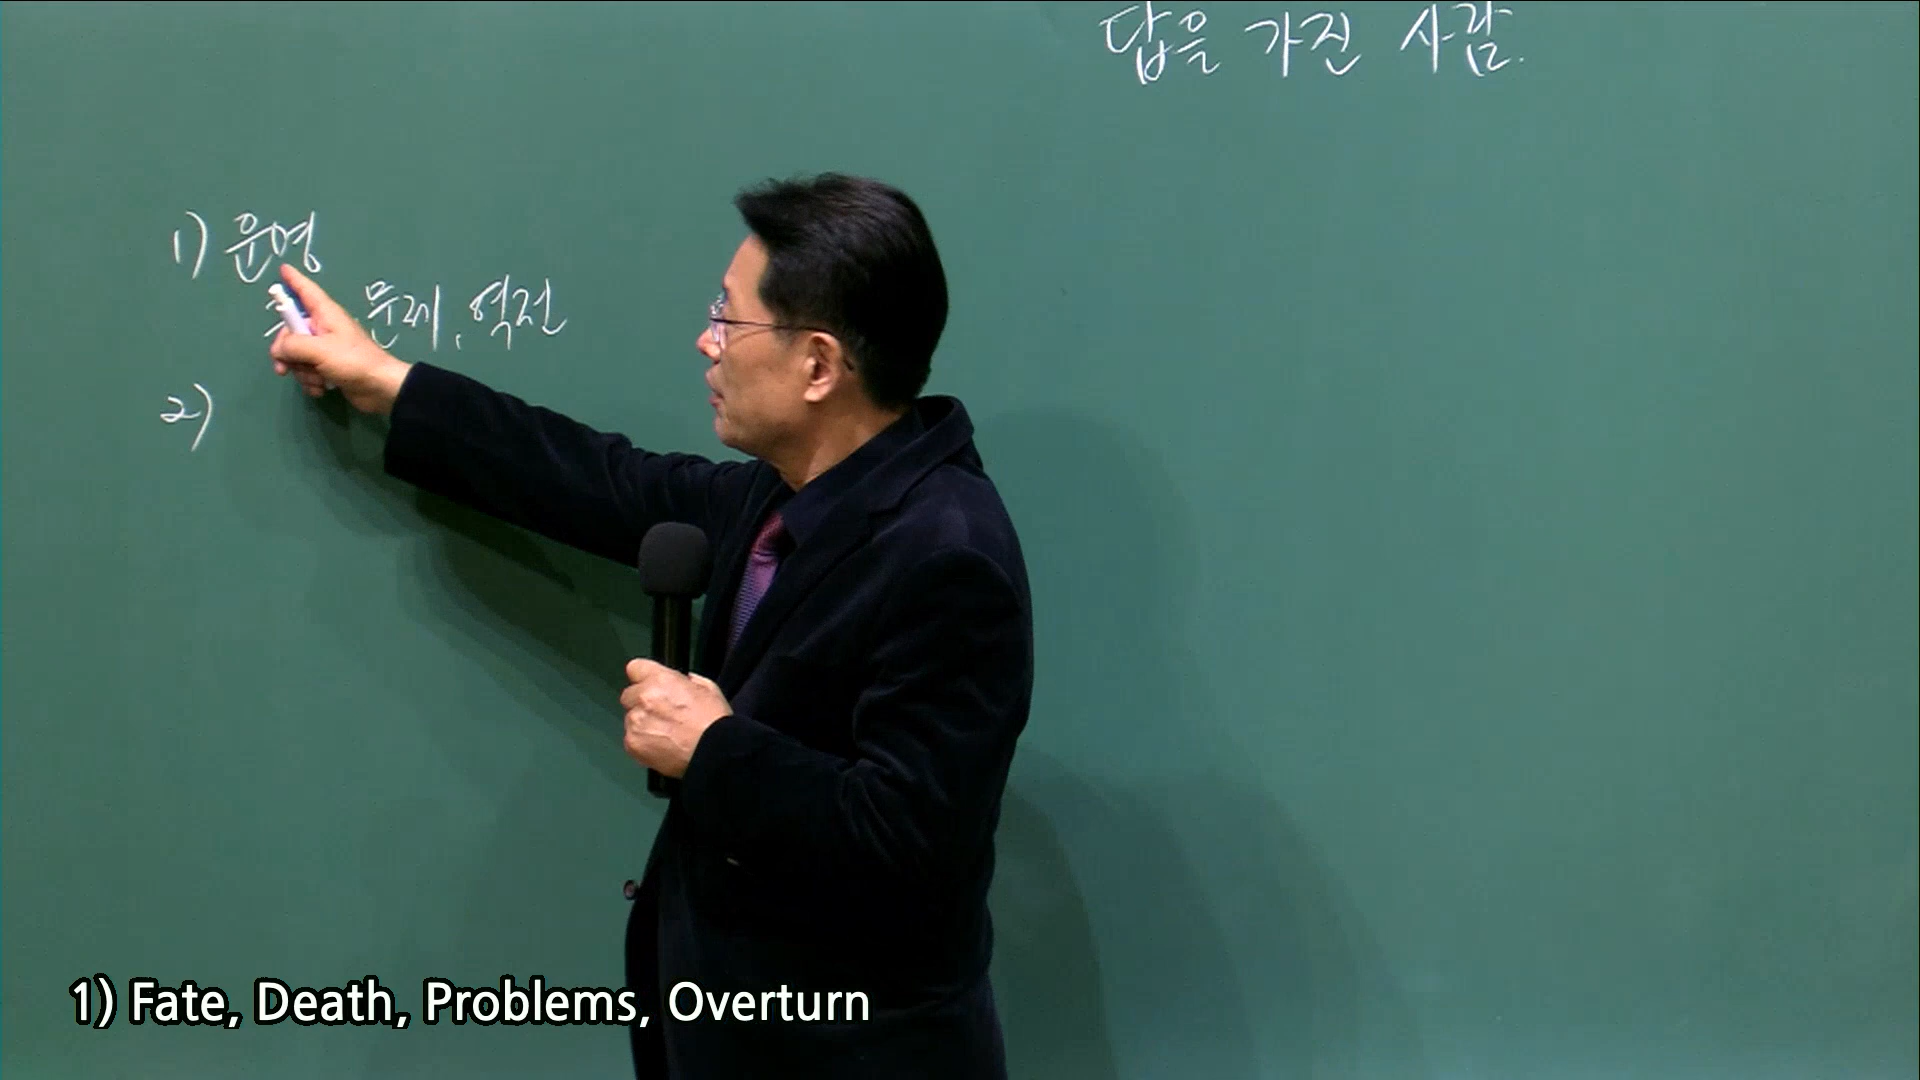 답을 가진 사람.
1) 운명
문제, 역전
2)
1) Fate, Death, Problems, Overturn